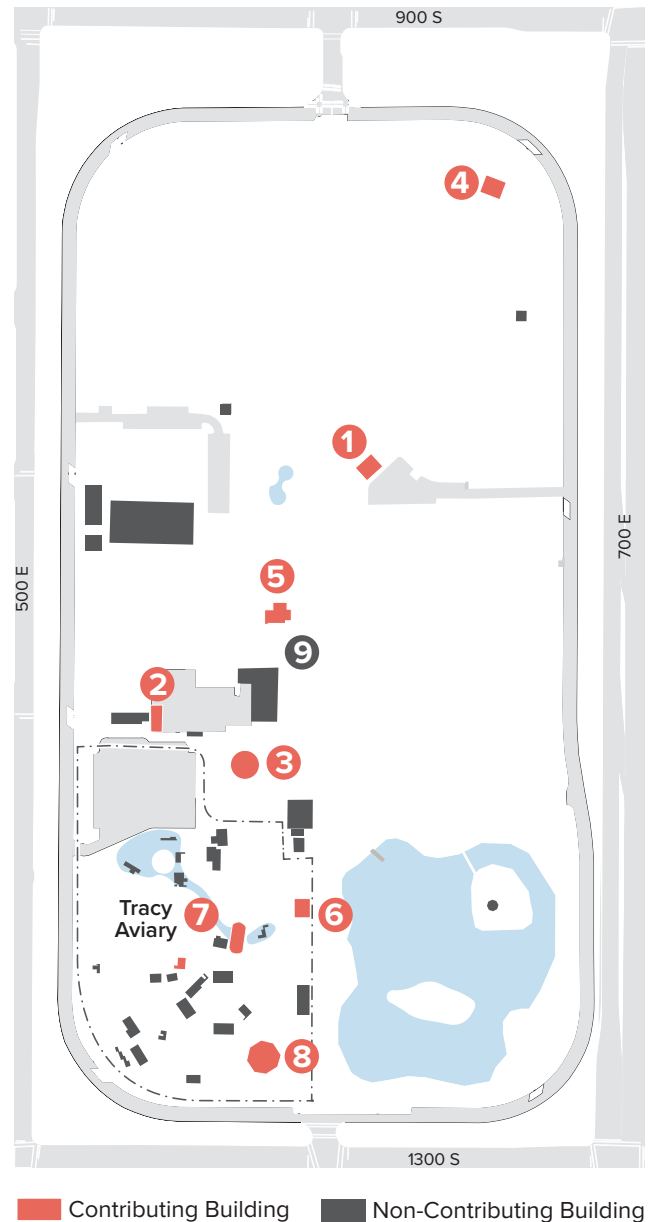 900 S
4
1
5
9
2
3
500 E
700 E
Tracy
Aviary
7
6
8
1300 S
Contributing Building
Non-Contributing Building